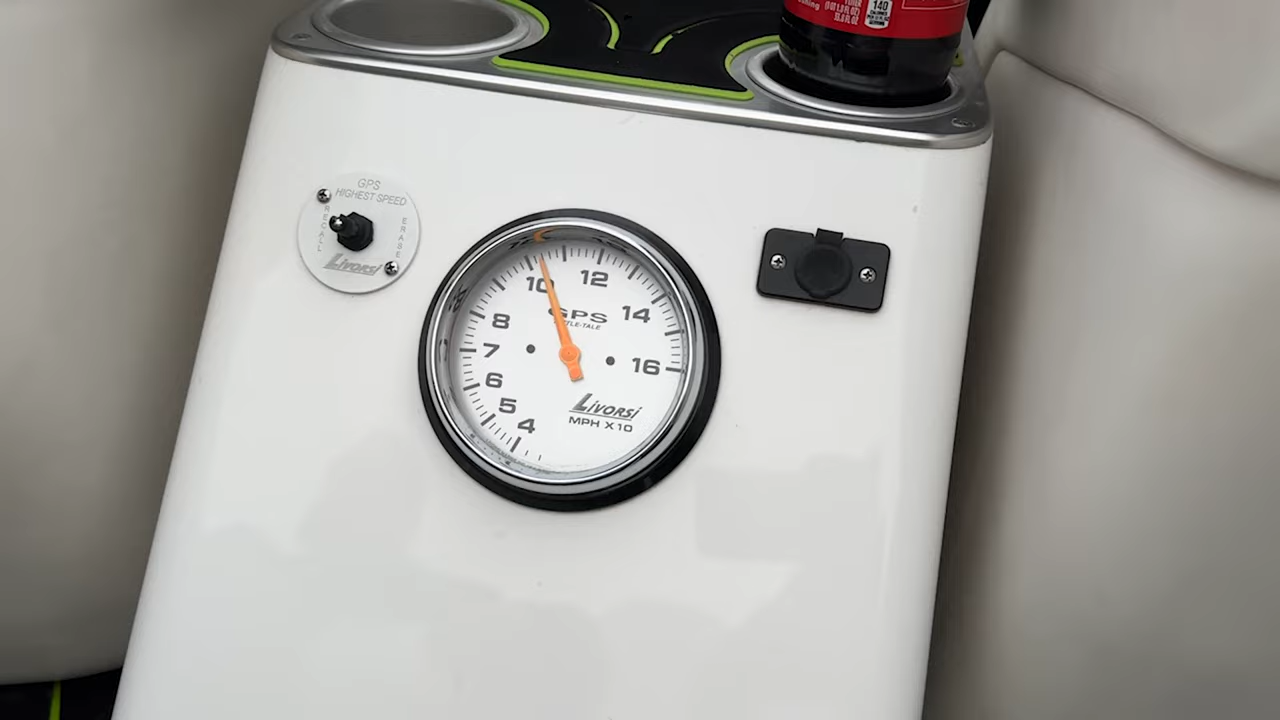 140
GPS
HIGHEST SPEED
RECALL
ERASE
LIVORSI
10
12
8
14
GPS
7
16
6
5
4
LIVORSI
MPH X10